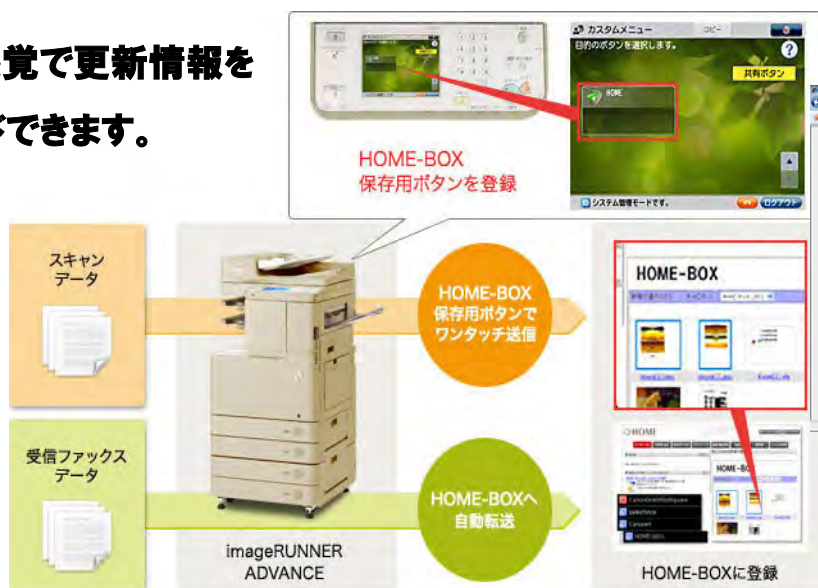 覚で更新情報を
できます。
カスタムメニュー
コピー
目的のボタンを選択します。
?
共有ボタン
HOME
システム管理モードです。
ログアウト
HOME-BOX
保存用ボタンを登録
スキャン
データ
HOME-BOX
保存用ボタンで
ワンタッチ送信
HOME-BOX
受信ファックス
データ
HOME-BOXへ
自動転送
HOME
HOME-BOX
imageRUNNER
ADVANCE
HOME-BOXに登録